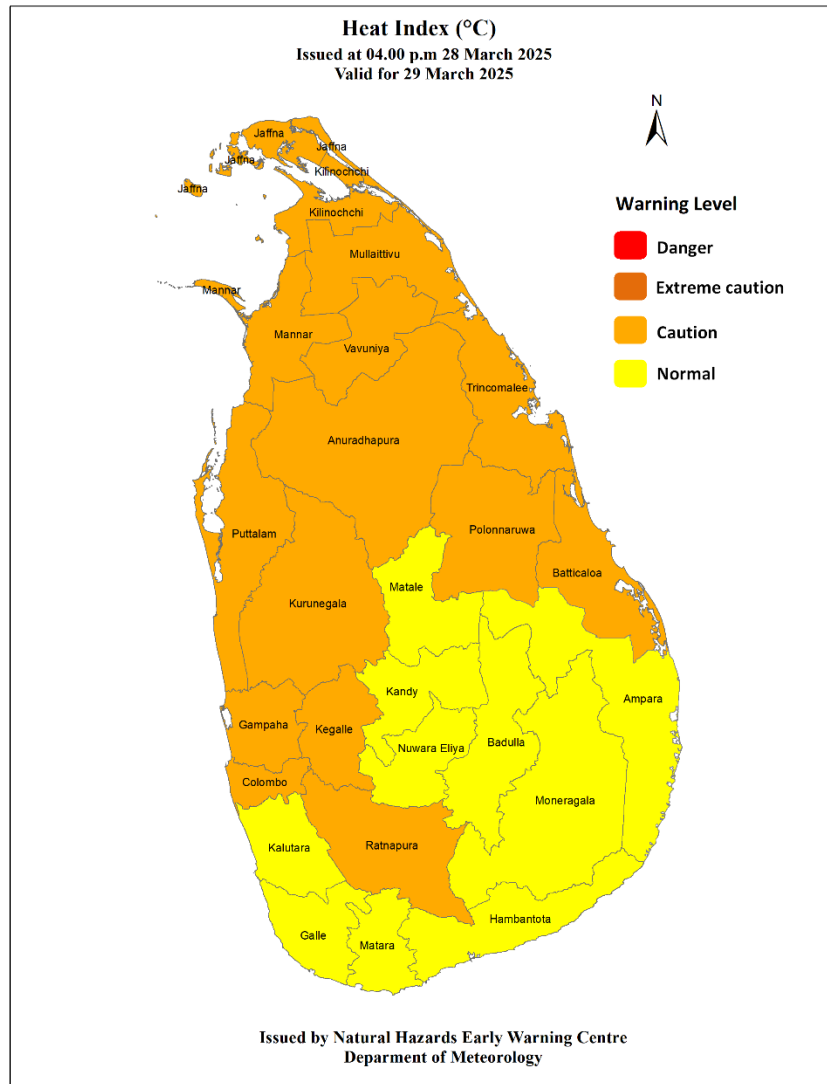 Heat Index (°C)
Issued at 04.00 p.m 28 March 2025
Valid for 29 March 2025
N
Jaffna
Jaffna
Jaffna
Kilinochchi
Jaffna
Kilinochchi
Mullaittivu
Mannar
Mannar
Vavuniya
Trincomalee
Anuradhapura
Polonnaruwa
Puttalam
Batticaloa
Matale
Kurunegala
Kandy
Ampara
Gampaha
Kegalle
Nuwara Eliya
Badulla
Colombo
Moneragala
Kalutara
Ratnapura
Hambantota
Galle
Matara
Warning Level
Danger
Extreme caution
Caution
Normal
Issued by Natural Hazards Early Warning Centre
Deparment of Meteorology